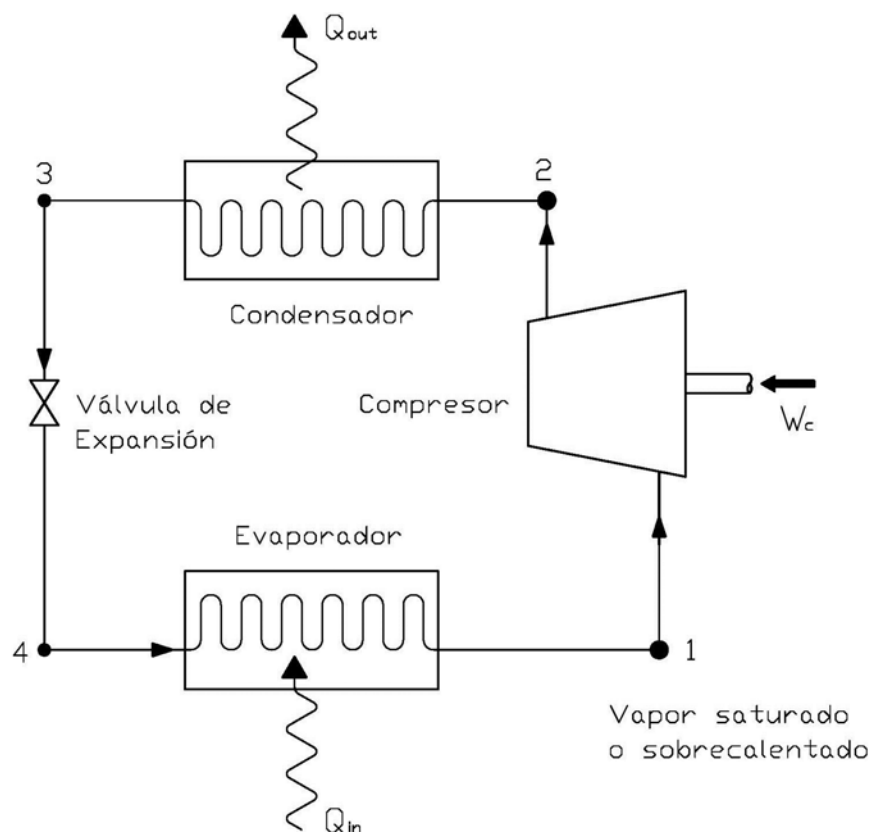 Qout
3
2
Condensador
Válvula de
Expansión
Compresor
Wc
Evaporador
4
1
Vapor saturado
o sobrecalentado
Qin